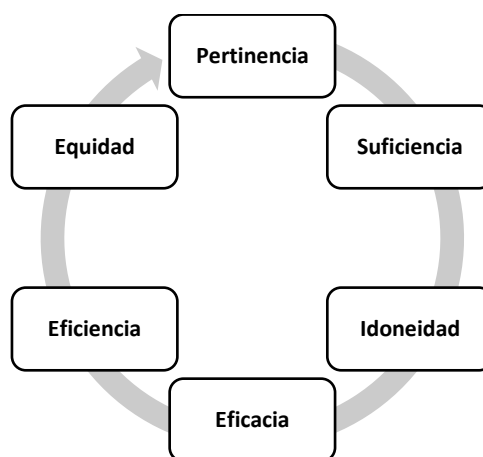 Pertinencia
Suficiencia
Idoneidad
Eficacia
Eficiencia
Equidad